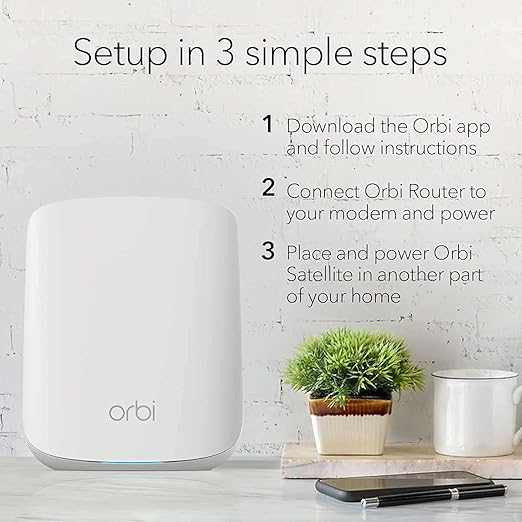 Setup in 3 simple steps
1 Download the Orbi app
and follow instructions
2 Connect Orbi Router to
your modem and power
3 Place and power Orbi
Satellite in another part
of your home
orbi